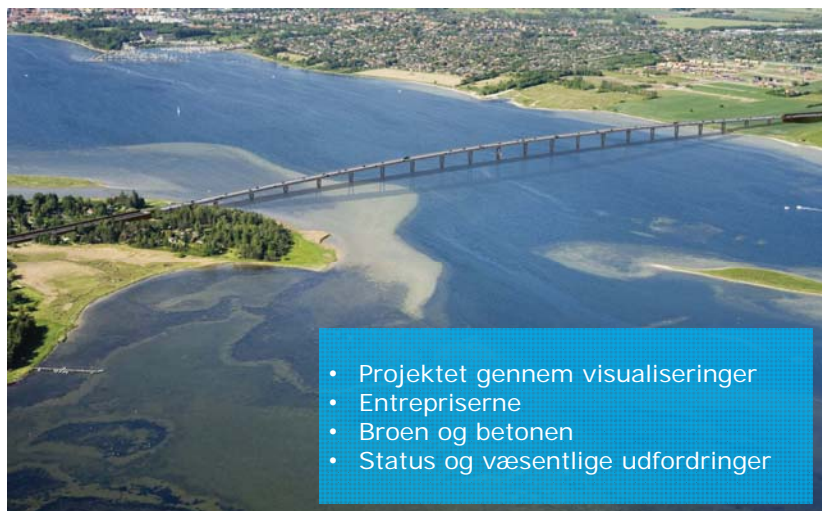 • Projektet gennem visualiseringer
• Entrepriserne
• Broen og betonen
• Status og væsentlige udfordringer